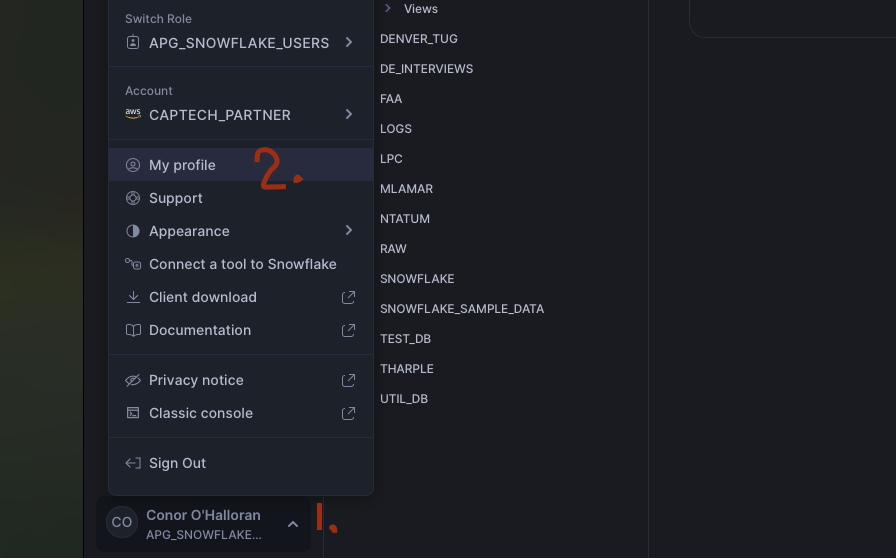 Switch Role
APG_SNOWFLAKE_USERS
Account
aws CAPTECH_PARTNER
My profile
2.
Support
Appearance
Connect a tool to Snowflake
Client download
Documentation
Privacy notice
Classic console
Sign Out
CO
Conor O'Halloran
APG_SNOWFLAKE...
1.
Views
DENVER_TUG
DE_INTERVIEWS
FAA
LOGS
LPC
MLAMAR
NTATUM
RAW
SNOWFLAKE
SNOWFLAKE_SAMPLE_DATA
TEST_DB
THARPLE
UTIL_DB